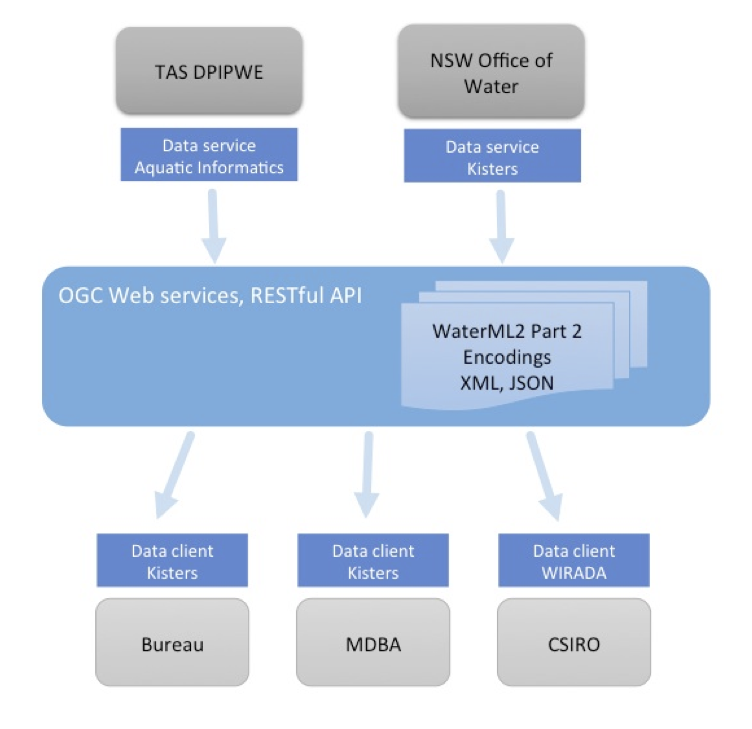 TAS DPIPWE
NSW Office of
Water
Data service
Aquatic Informatics
Data service
Kisters
OGC Web services, RESTful API
WaterML2 Part 2
Encodings
XML, JSON
Data client
Kisters
Data client
Kisters
Data client
WIRADA
Bureau
MDBA
CSIRO